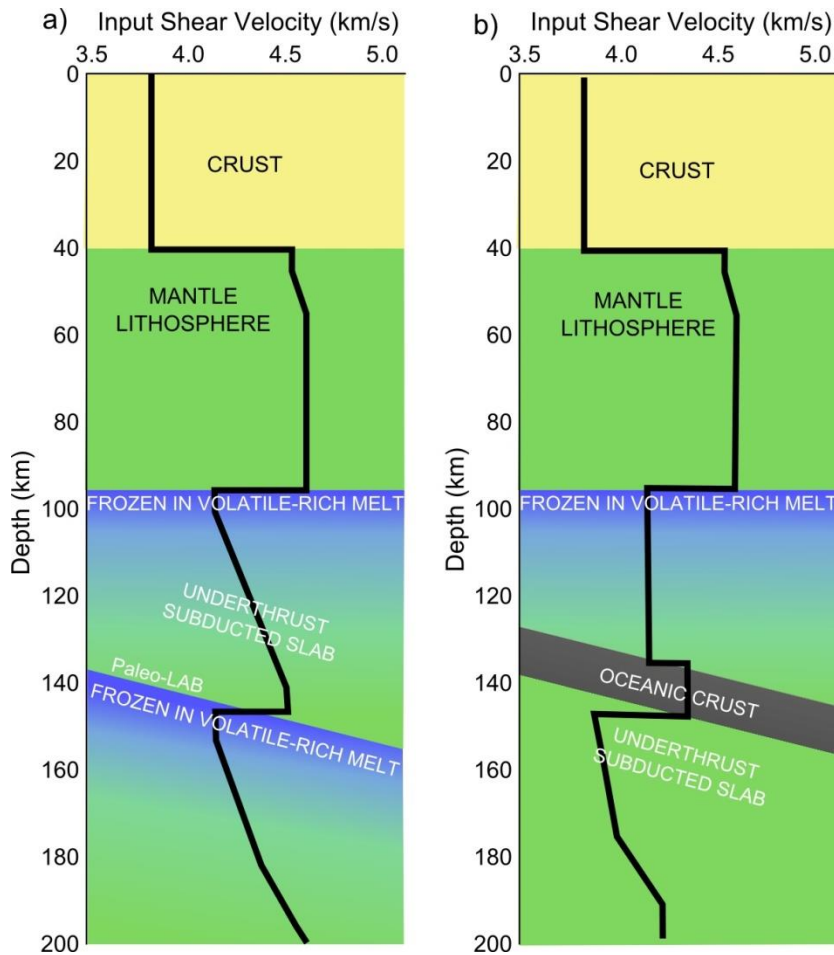 a) Input Shear Velocity (km/s)
3.5 4.0 4.5 5.0
0
20
40
60
80
100
120
140
160
180
200
Depth (km)
CRUST
MANTLE
LITHOSPHERE
FROZEN IN VOLATILE-RICH MELT
UNDERTHRUST
SUBDUCTED SLAB
Paleo-LAB
FROZEN IN VOLATILE-RICH MELT
b) Input Shear Velocity (km/s)
3.5 4.0 4.5 5.0
0
20
40
60
80
100
120
140
160
180
200
Depth (km)
CRUST
MANTLE
LITHOSPHERE
FROZEN IN VOLATILE-RICH MELT
OCEANIC CRUST
UNDERTHRUST
SUBDUCTED SLAB